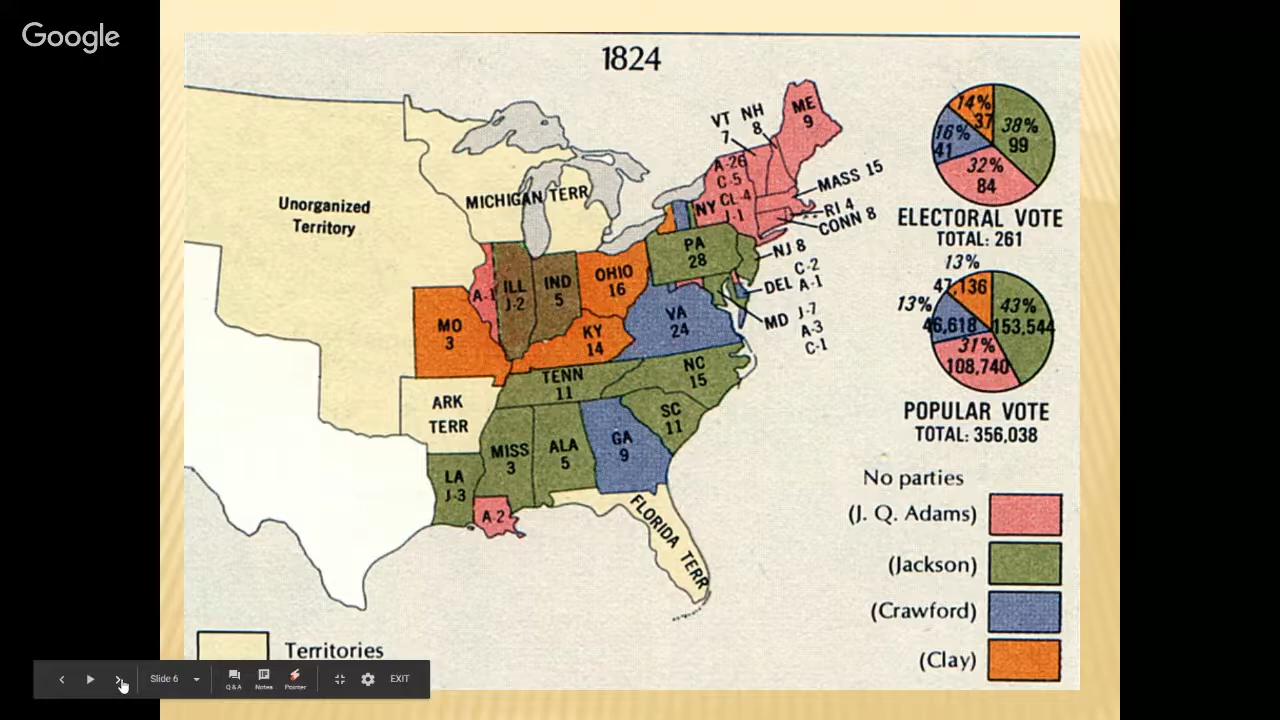 Google
1824
VT
7
NH
8
ME
9
MASS 15
RI 4
CONN 8
A-26
C-5
NY CL-4
J-1
MICHIGAN TERR
Unorganized
Territory
PA
28
NJ 8
DEL C-2
A-1
MD J-7
A-3
C-1
OHIO
16
IND
5
ILL
J-2
A-1
MO
3
KY
14
VA
24
TENN
11
NC
15
ARK
TERR
SC
11
MISS
3
ALA
5
GA
9
LA
J-3
A-2
FLORIDA TERR
14%
37
38%
99
16%
41
32%
84
ELECTORAL VOTE
TOTAL: 261
13%
47,136
43%
153,544
13%
46,618
31%
108,740
POPULAR VOTE
TOTAL: 356,038
No parties
(J. Q. Adams)
(Jackson)
(Crawford)
(Clay)
Territories
Slide 6
Q&A
Notes
Pointer
EXIT